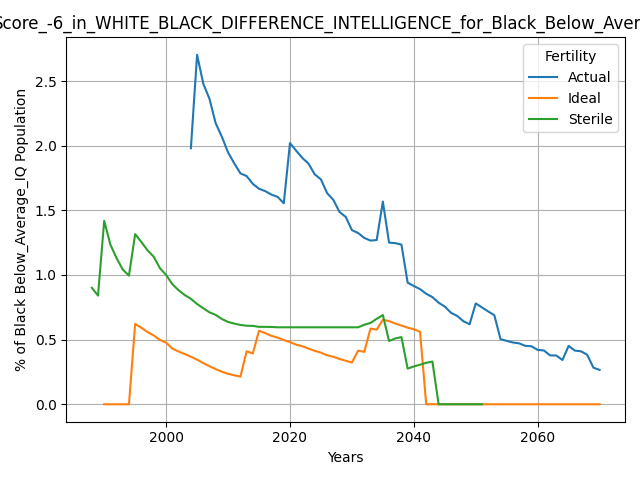 Score_-6_in_WHITE_BLACK_DIFFERENCE_INTELLIGENCE_for_Black_Below_Aver
% of Black Below_Average_IQ Population
2.5
2.0
1.5
1.0
0.5
0.0
Fertility
Actual
Ideal
Sterile
2000
2020
2040
2060
Years